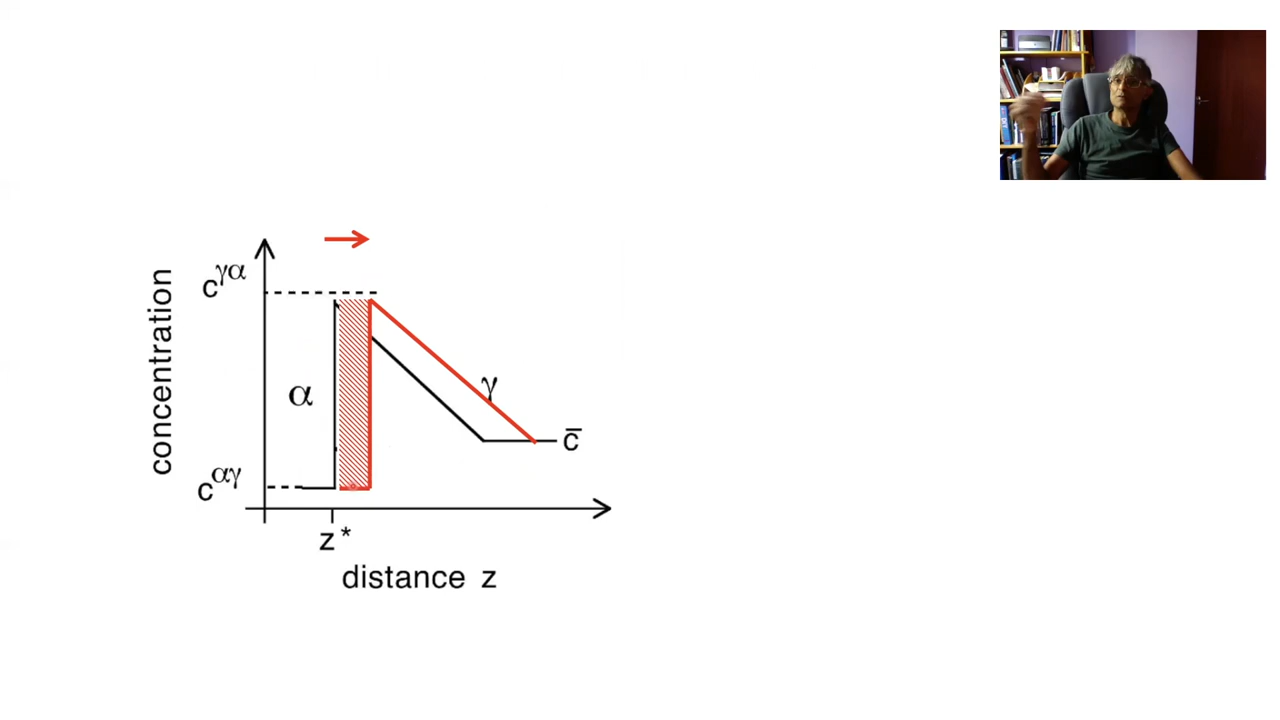 concentration
c^γα
α
γ
c̄
c^αγ
z*
distance z